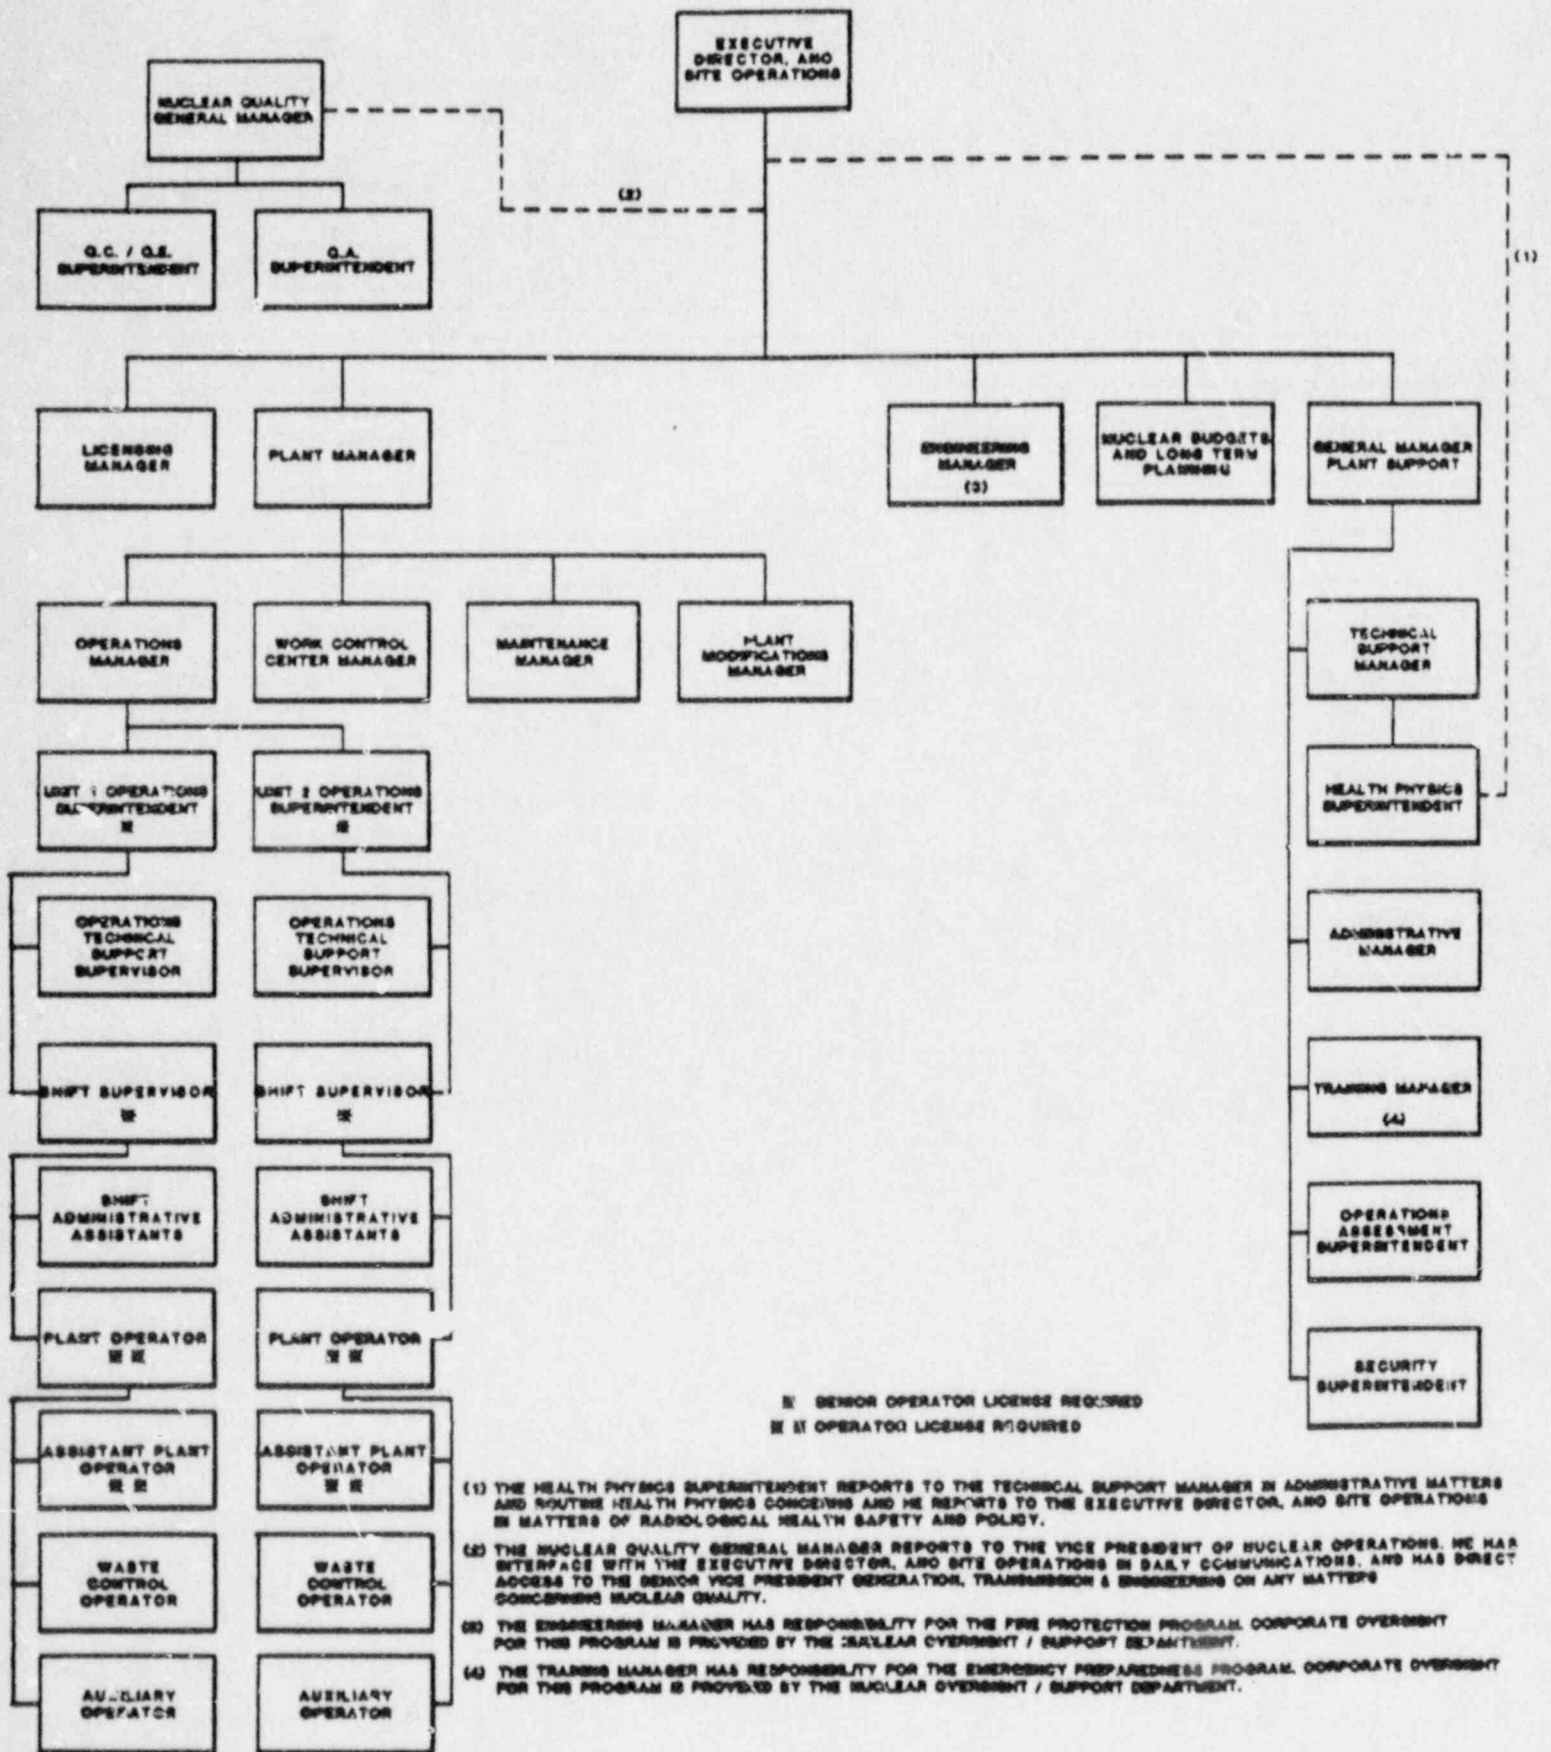 EXECUTIVE
DIRECTOR, AND
SITE OPERATIONS
NUCLEAR QUALITY
GENERAL MANAGER
(2)
(1)
Q.C. / Q.E.
SUPERINTENDENT
Q.A.
SUPERINTENDENT
LICENSING
MANAGER
PLANT MANAGER
ENGINEERING
MANAGER
(3)
NUCLEAR BUDGETS
AND LONG TERM
PLANNING
GENERAL MANAGER
PLANT SUPPORT
OPERATIONS
MANAGER
WORK CONTROL
CENTER MANAGER
MAINTENANCE
MANAGER
PLANT
MODIFICATIONS
MANAGER
TECHNICAL
SUPPORT
MANAGER
UNIT 1 OPERATIONS
SUPERINTENDENT
UNIT 2 OPERATIONS
SUPERINTENDENT
HEALTH PHYSICS
SUPERINTENDENT
OPERATIONS
TECHNICAL
SUPPORT
SUPERVISOR
OPERATIONS
TECHNICAL
SUPPORT
SUPERVISOR
ADMINISTRATIVE
MANAGER
SHIFT SUPERVISOR
SHIFT SUPERVISOR
TRAINING MANAGER
(4)
SHIFT
ADMINISTRATIVE
ASSISTANTS
SHIFT
ADMINISTRATIVE
ASSISTANTS
OPERATIONS
ASSESSMENT
SUPERINTENDENT
PLANT OPERATOR
PLANT OPERATOR
SECURITY
SUPERINTENDENT
ASSISTANT PLANT
OPERATOR
ASSISTANT PLANT
OPERATOR
WASTE
CONTROL
OPERATOR
WASTE
CONTROL
OPERATOR
AUXILIARY
OPERATOR
AUXILIARY
OPERATOR
SENIOR OPERATOR LICENSE REQUIRED
OPERATOR LICENSE REQUIRED
(1) THE HEALTH PHYSICS SUPERINTENDENT REPORTS TO THE TECHNICAL SUPPORT MANAGER IN ADMINISTRATIVE MATTERS
AND ROUTINE HEALTH PHYSICS CONCERNS AND HE REPORTS TO THE EXECUTIVE DIRECTOR, AND SITE OPERATIONS
IN MATTERS OF RADIOLOGICAL HEALTH SAFETY AND POLICY.
(2) THE NUCLEAR QUALITY GENERAL MANAGER REPORTS TO THE VICE PRESIDENT OF NUCLEAR OPERATIONS. HE HAS
INTERFACE WITH THE EXECUTIVE DIRECTOR, AND SITE OPERATIONS IN DAILY COMMUNICATIONS, AND HAS DIRECT
ACCESS TO THE SENIOR VICE PRESIDENT GENERATION, TRANSMISSION & ENGINEERING ON ANY MATTERS
CONCERNING NUCLEAR QUALITY.
(3) THE ENGINEERING MANAGER HAS RESPONSIBILITY FOR THE FIRE PROTECTION PROGRAM. CORPORATE OVERSIGHT
FOR THIS PROGRAM IS PROVIDED BY THE NUCLEAR OVERSIGHT / SUPPORT DEPARTMENT.
(4) THE TRAINING MANAGER HAS RESPONSIBILITY FOR THE EMERGENCY PREPAREDNESS PROGRAM. CORPORATE OVERSIGHT
FOR THIS PROGRAM IS PROVIDED BY THE NUCLEAR OVERSIGHT / SUPPORT DEPARTMENT.